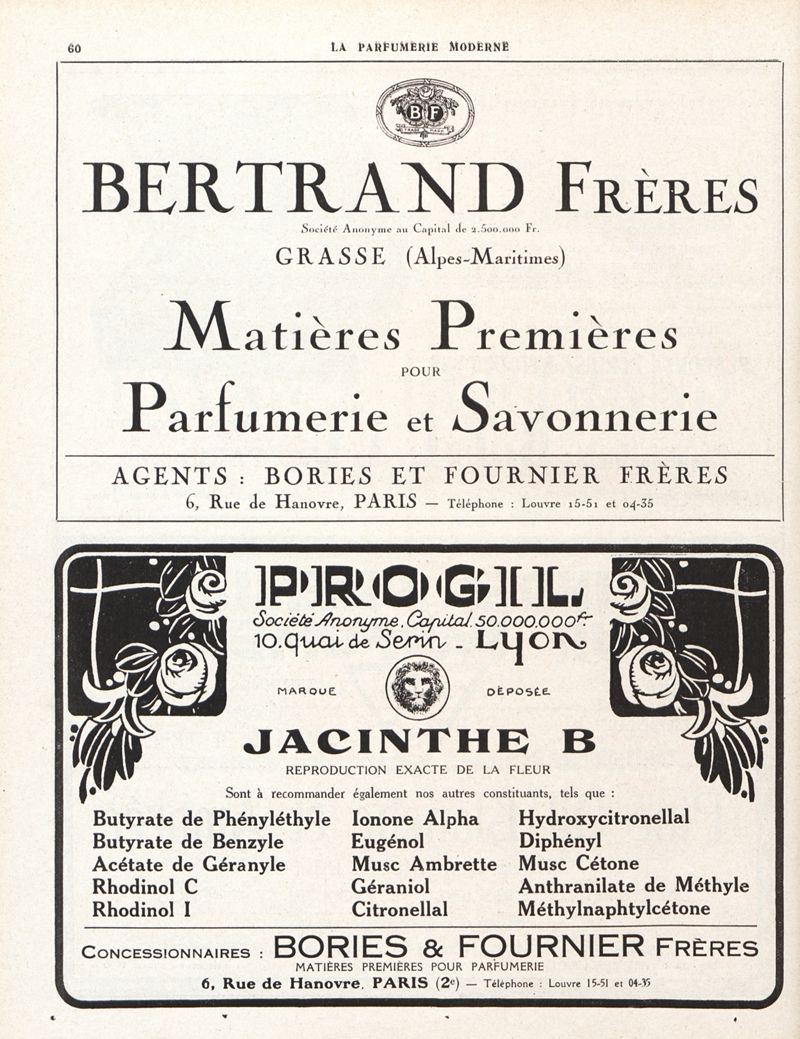 60
LA PARFUMERIE MODERNE
B F
TRADE MARK
BERTRAND FRÈRES
Société Anonyme au Capital de 2.500.000 Fr.
GRASSE (Alpes-Maritimes)
Matières Premières
POUR
Parfumerie et Savonnerie
AGENTS : BORIES ET FOURNIER FRÈRES
6, Rue de Hanovre, PARIS — Téléphone : Louvre 15-51 et 04-35
PROGIL
Société Anonyme, Capital. 50.000.000fr
10. quai de Serin - Lyon
MARQUE DÉPOSÉE
JACINTHE B
REPRODUCTION EXACTE DE LA FLEUR
Sont à recommander également nos autres constituants, tels que :
Butyrate de Phényléthyle Ionone Alpha Hydroxycitronellal
Butyrate de Benzyle Eugénol Diphényl
Acétate de Géranyle Musc Ambrette Musc Cétone
Rhodinol C Géraniol Anthranilate de Méthyle
Rhodinol I Citronellal Méthylnaphtylcétone
CONCESSIONNAIRES : BORIES & FOURNIER FRÈRES
MATIÈRES PREMIÈRES POUR PARFUMERIE
6, Rue de Hanovre, PARIS (2e) — Téléphone : Louvre 15-51 et 04-35